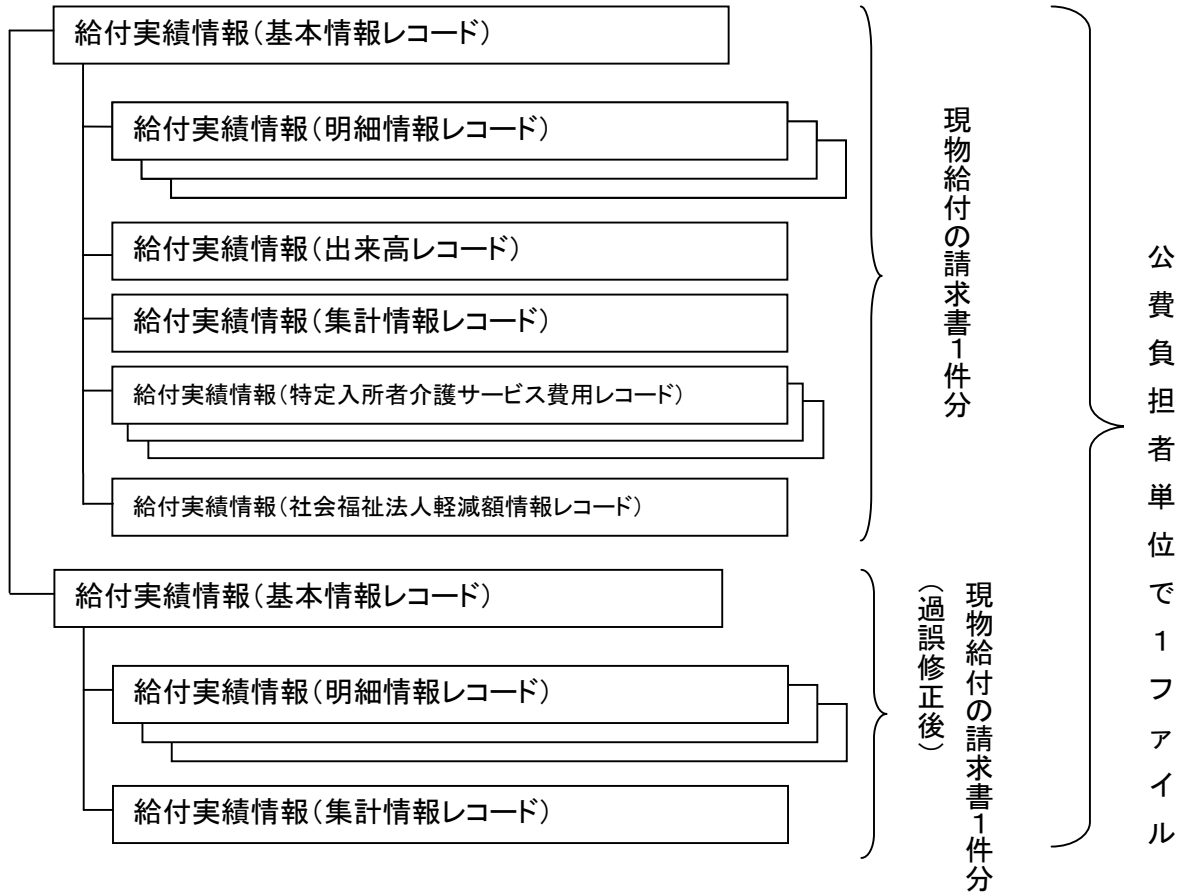 給付実績情報（基本情報レコード）
給付実績情報（明細情報レコード）
給付実績情報（出来高レコード）
給付実績情報（集計情報レコード）
給付実績情報（特定入所者介護サービス費用レコード）
給付実績情報（社会福祉法人軽減額情報レコード）
現物給付の請求書１件分
給付実績情報（基本情報レコード）
給付実績情報（明細情報レコード）
給付実績情報（集計情報レコード）
現物給付の請求書１件分
（過誤修正後）
公費負担者単位で１ファイル